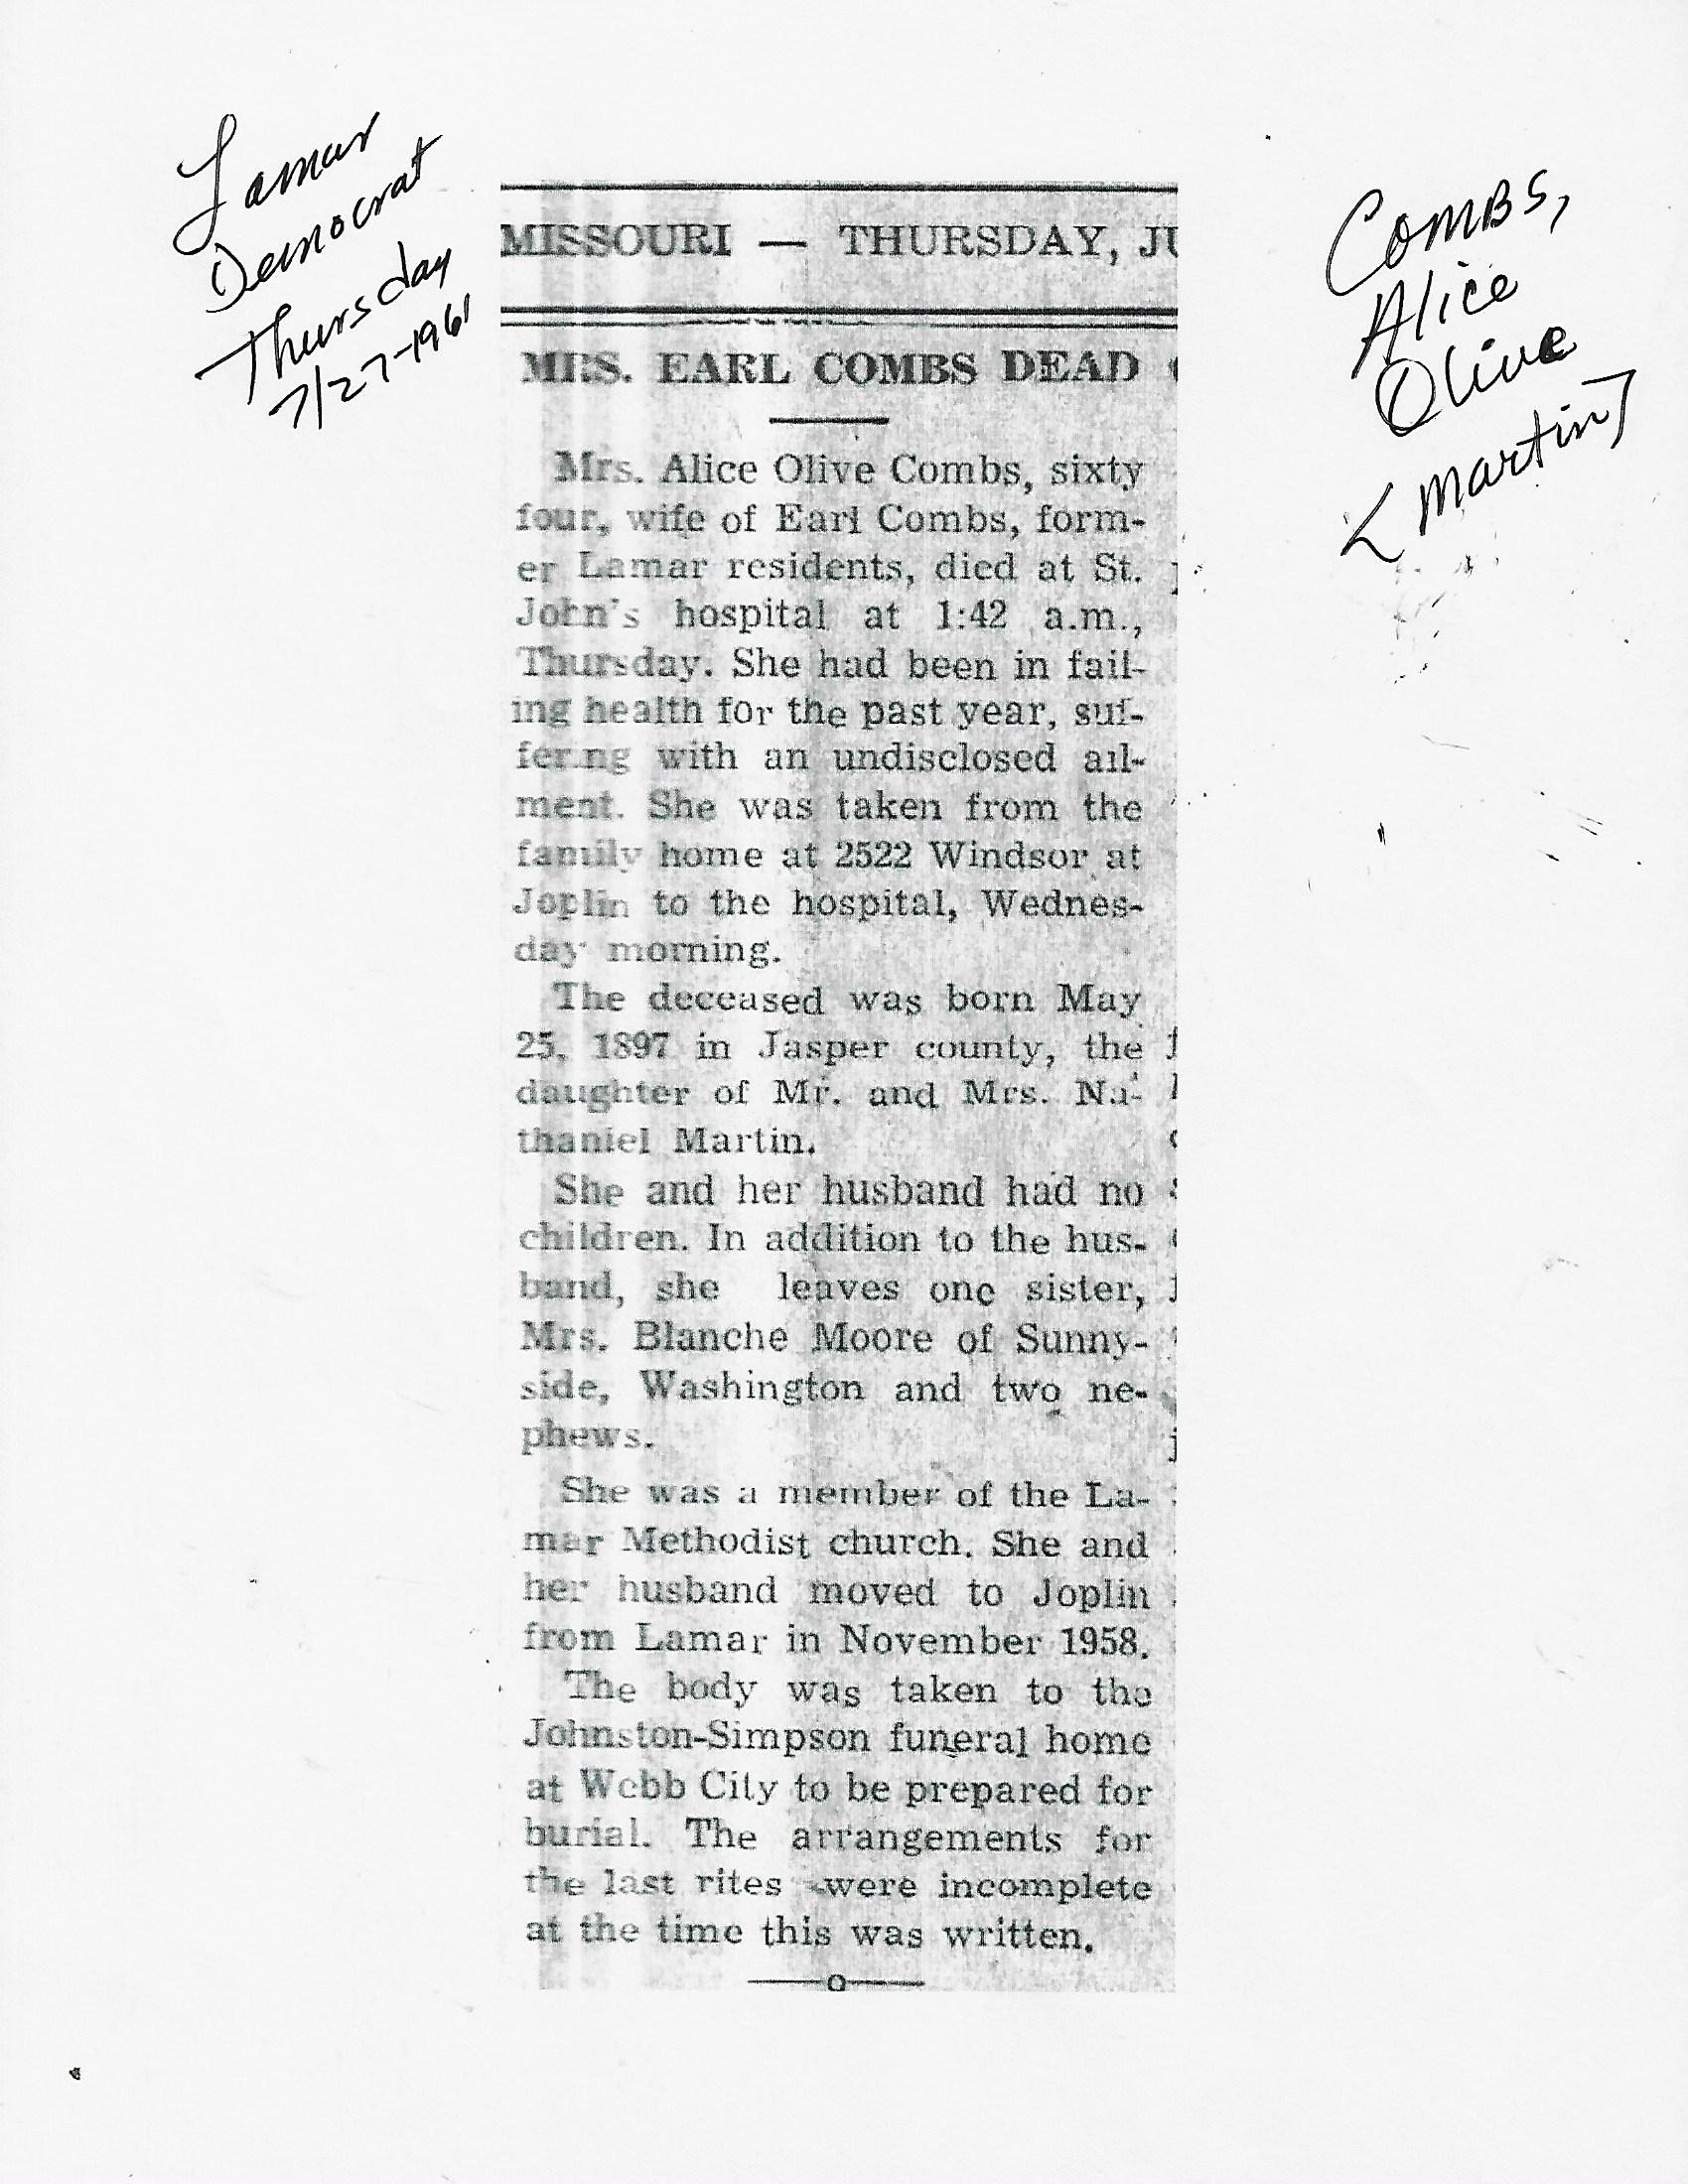 Lamar
Democrat
Thursday
7/27-1961
Combs,
Alice
Olive
<Martin>
MISSOURI — THURSDAY, JU
MRS. EARL COMBS DEAD
Mrs. Alice Olive Combs, sixty
four, wife of Earl Combs, form-
er Lamar residents, died at St.
John's hospital at 1:42 a.m.,
Thursday. She had been in fail-
ing health for the past year, suf-
fering with an undisclosed ail-
ment. She was taken from the
family home at 2522 Windsor at
Joplin to the hospital, Wednes-
day morning.
The deceased was born May
25, 1897 in Jasper county, the
daughter of Mr. and Mrs. Na-
thaniel Martin.
She and her husband had no
children. In addition to the hus-
band, she leaves one sister,
Mrs. Blanche Moore of Sunny-
side, Washington and two ne-
phews.
She was a member of the La-
mar Methodist church. She and
her husband moved to Joplin
from Lamar in November 1958.
The body was taken to the
Johnston-Simpson funeral home
at Webb City to be prepared for
burial. The arrangements for
the last rites were incomplete
at the time this was written.